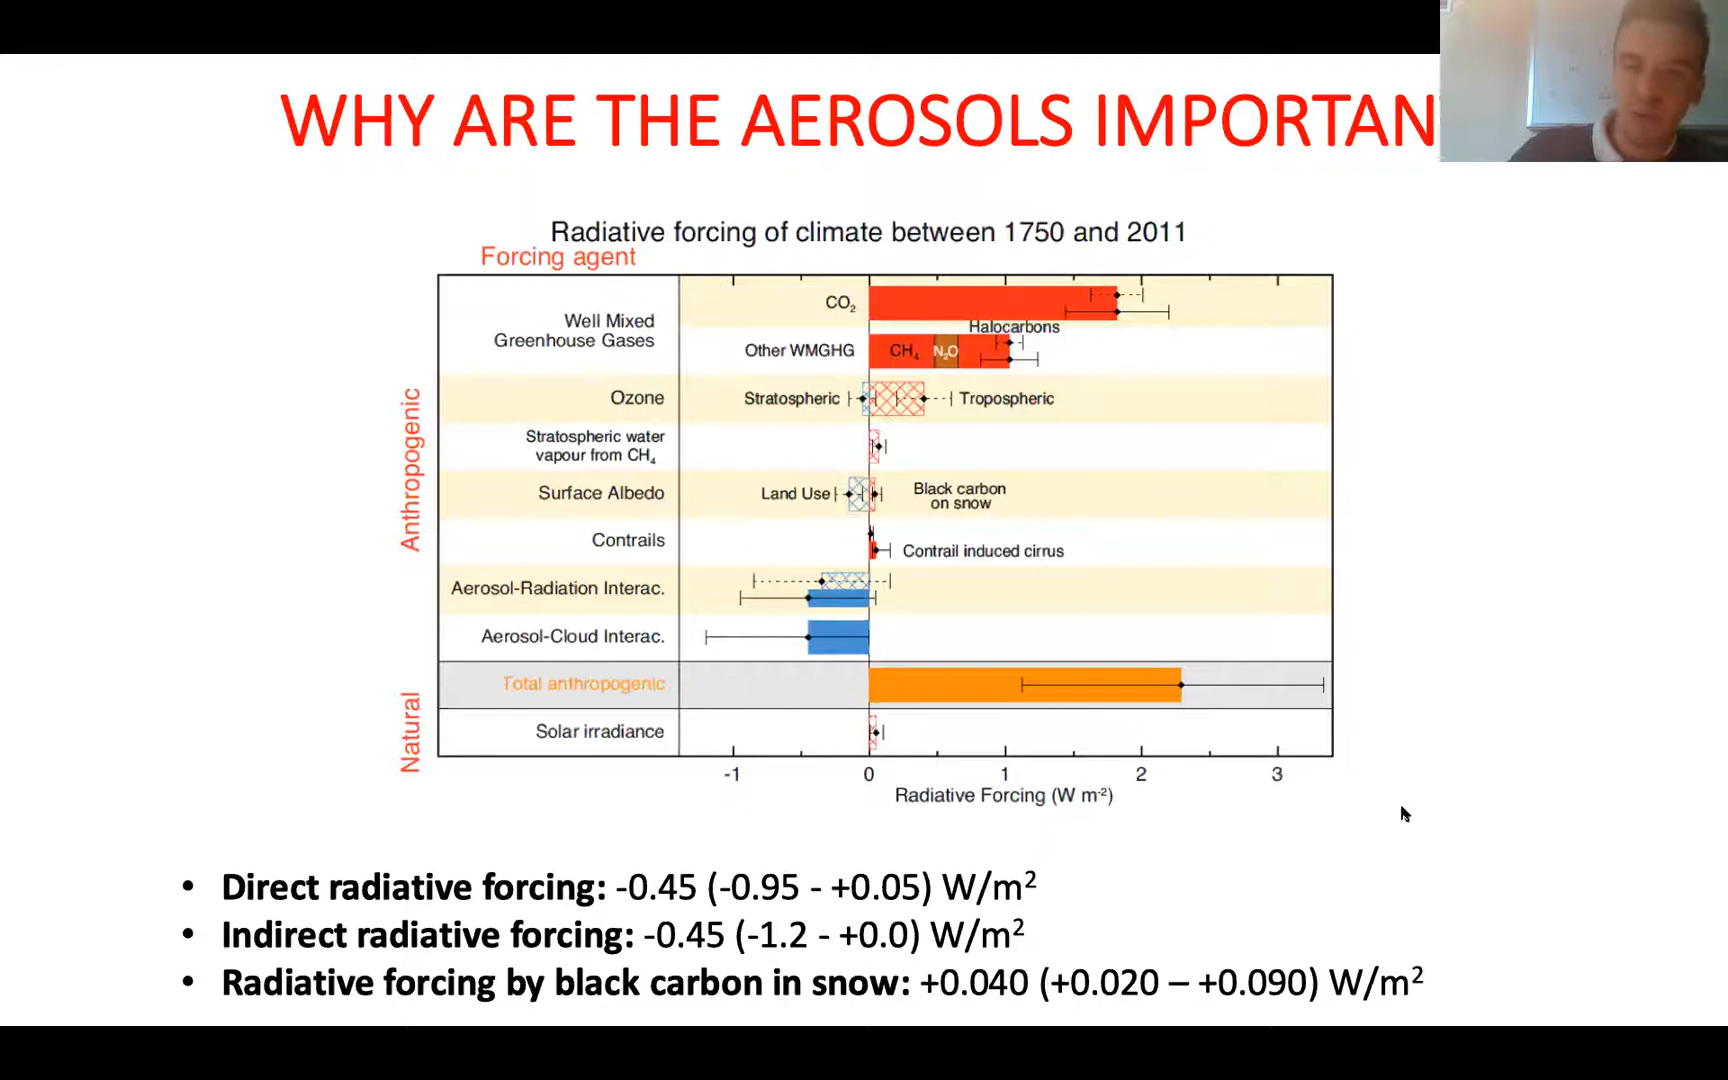 WHY ARE THE AEROSOLS IMPORTAN
Radiative forcing of climate between 1750 and 2011
Forcing agent
Anthropogenic
Natural
Well Mixed
Greenhouse Gases
CO₂
Other WMGHG
CH₄
N₂O
Halocarbons
Ozone
Stratospheric
Tropospheric
Stratospheric water
vapour from CH₄
Surface Albedo
Land Use
Black carbon
on snow
Contrails
Contrail induced cirrus
Aerosol-Radiation Interac.
Aerosol-Cloud Interac.
Total anthropogenic
Solar irradiance
-1 0 1 2 3
Radiative Forcing (W m⁻²)
• Direct radiative forcing: -0.45 (-0.95 - +0.05) W/m²
• Indirect radiative forcing: -0.45 (-1.2 - +0.0) W/m²
• Radiative forcing by black carbon in snow: +0.040 (+0.020 – +0.090) W/m²